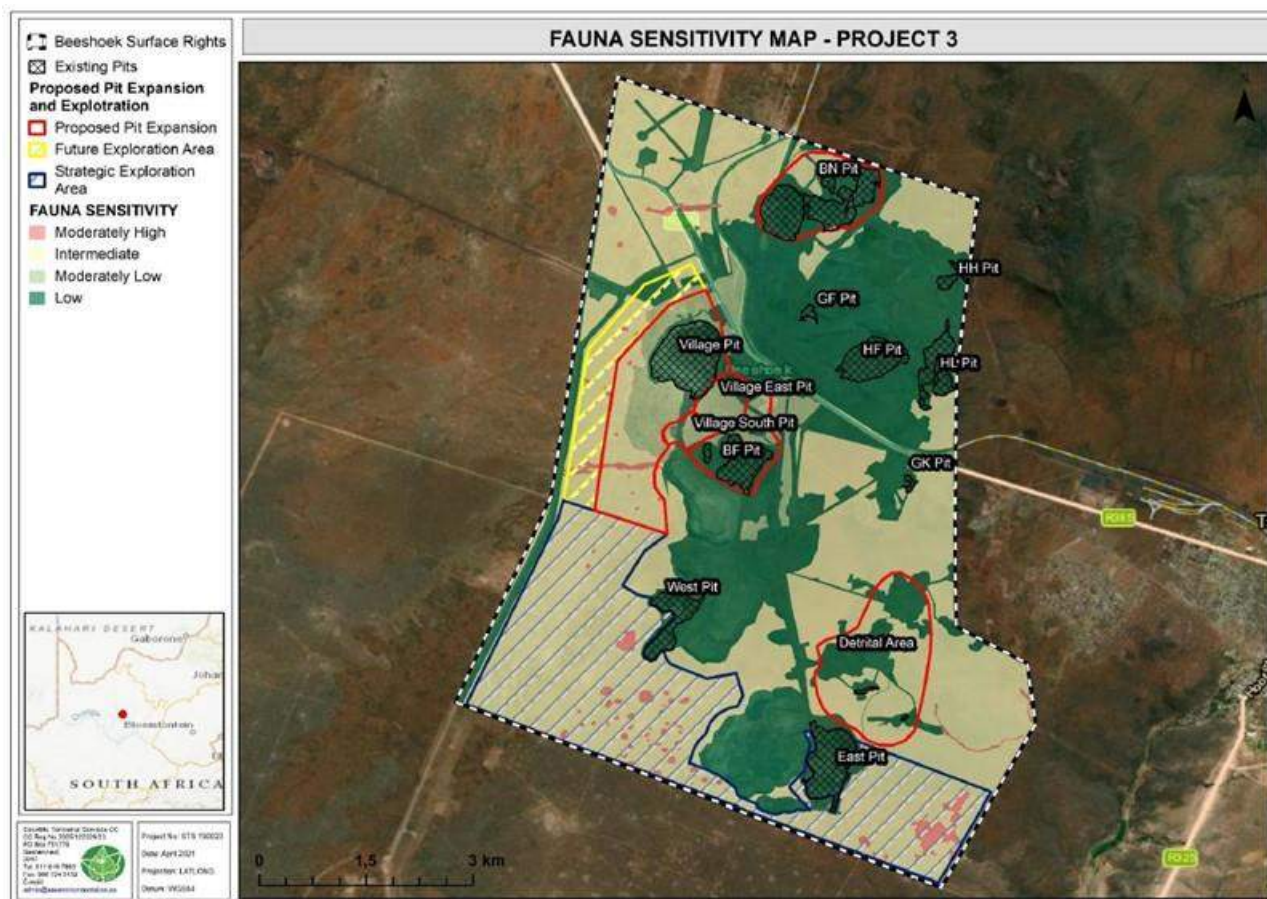 FAUNA SENSITIVITY MAP - PROJECT 3
Beeshoek Surface Rights
Existing Pits
Proposed Pit Expansion
and Explotration
Proposed Pit Expansion
Future Exploration Area
Strategic Exploration
Area
FAUNA SENSITIVITY
Moderately High
Intermediate
Moderately Low
Low
BN Pit
HH Pit
GF Pit
Village Pit
HF Pit
HL Pit
Village East Pit
Village South Pit
BF Pit
GK Pit
West Pit
Detrital Area
East Pit
0 1,5 3 km
KALAHARI DESERT
Gaborone
Johan
Bloemfontein
SOUTH AFRICA
Date: April 2021
Projection: LATLONG
Datum: WGS84